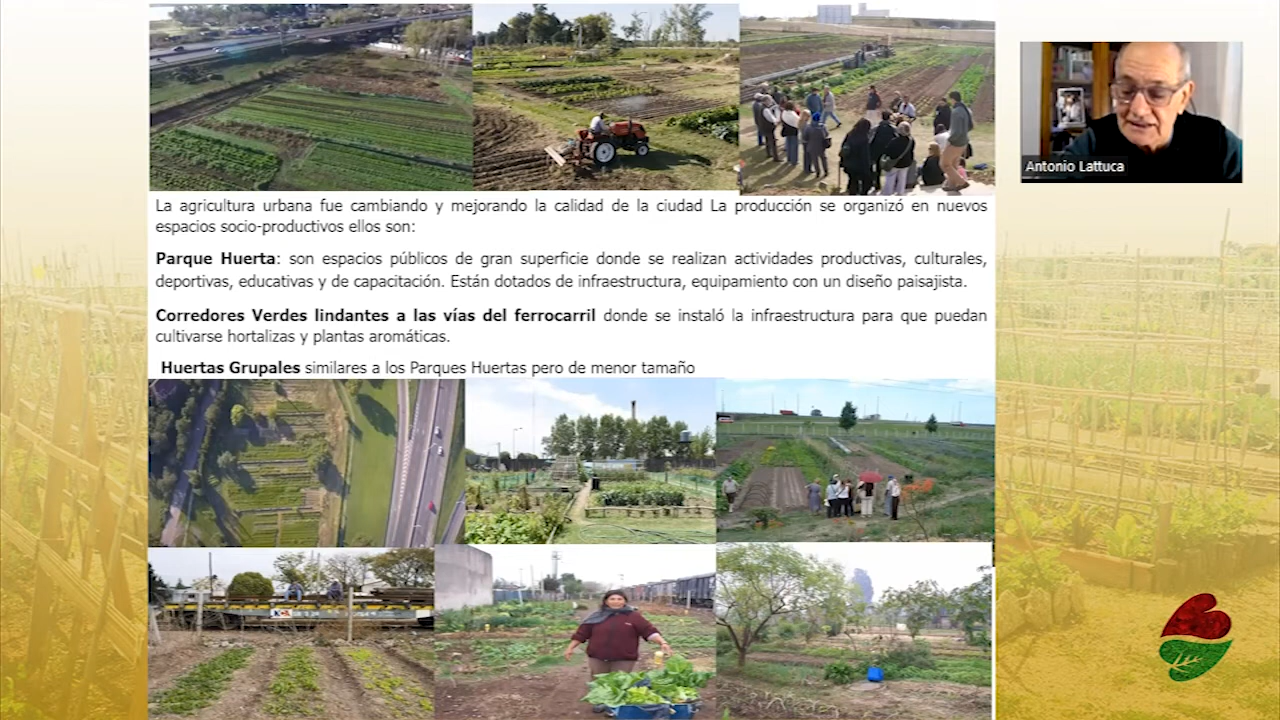 Antonio Lattuca
La agricultura urbana fue cambiando y mejorando la calidad de la ciudad La producción se organizó en nuevos
espacios socio-productivos ellos son:
Parque Huerta: son espacios públicos de gran superficie donde se realizan actividades productivas, culturales,
deportivas, educativas y de capacitación. Están dotados de infraestructura, equipamiento con un diseño paisajista.
Corredores Verdes lindantes a las vías del ferrocarril donde se instaló la infraestructura para que puedan
cultivarse hortalizas y plantas aromáticas.
Huertas Grupales similares a los Parques Huertas pero de menor tamaño